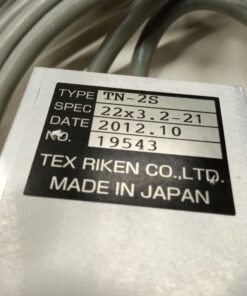 TYPE TN-2S
SPEC 22x3.2-21
DATE 2012.10
NO. 19543
TEX RIKEN CO.,LTD.
MADE IN JAPAN